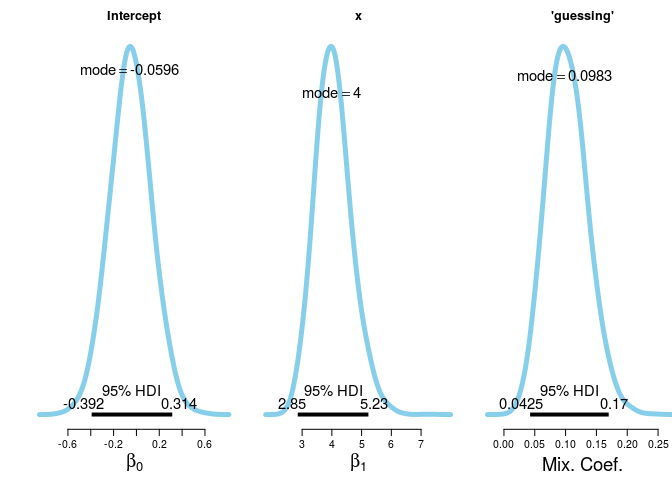 Intercept
mode = -0.0596
95% HDI
-0.392 0.314
-0.6 -0.2 0.2 0.6
β0
x
mode = 4
95% HDI
2.85 5.23
3 4 5 6 7
β1
'guessing'
mode = 0.0983
95% HDI
0.0425 0.17
0.00 0.05 0.10 0.15 0.20 0.25
Mix. Coef.